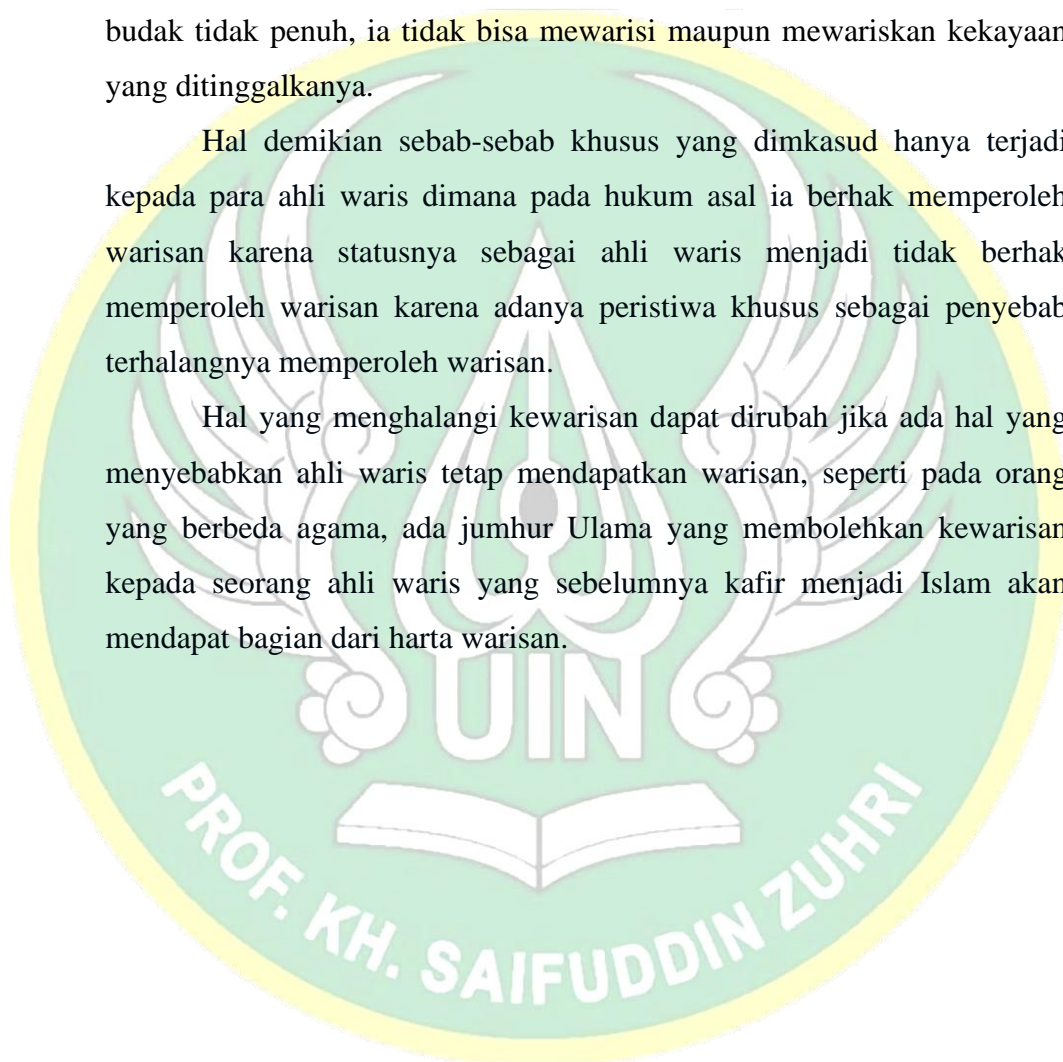 budak tidak penuh, ia tidak bisa mewarisi maupun mewariskan kekayaan
yang ditinggalkanya.
Hal demikian sebab-sebab khusus yang dimkasud hanya terjadi
kepada para ahli waris dimana pada hukum asal ia berhak memperoleh
warisan karena statusnya sebagai ahli waris menjadi tidak berhak
memperoleh warisan karena adanya peristiwa khusus sebagai penyebab
terhalangnya memperoleh warisan.
Hal yang menghalangi kewarisan dapat dirubah jika ada hal yang
menyebabkan ahli waris tetap mendapatkan warisan, seperti pada orang
yang berbeda agama, ada jumhur Ulama yang membolehkan kewarisan
kepada seorang ahli waris yang sebelumnya kafir menjadi Islam akan
mendapat bagian dari harta warisan.
UIN
PROF. KH. SAIFUDDIN ZUHRI